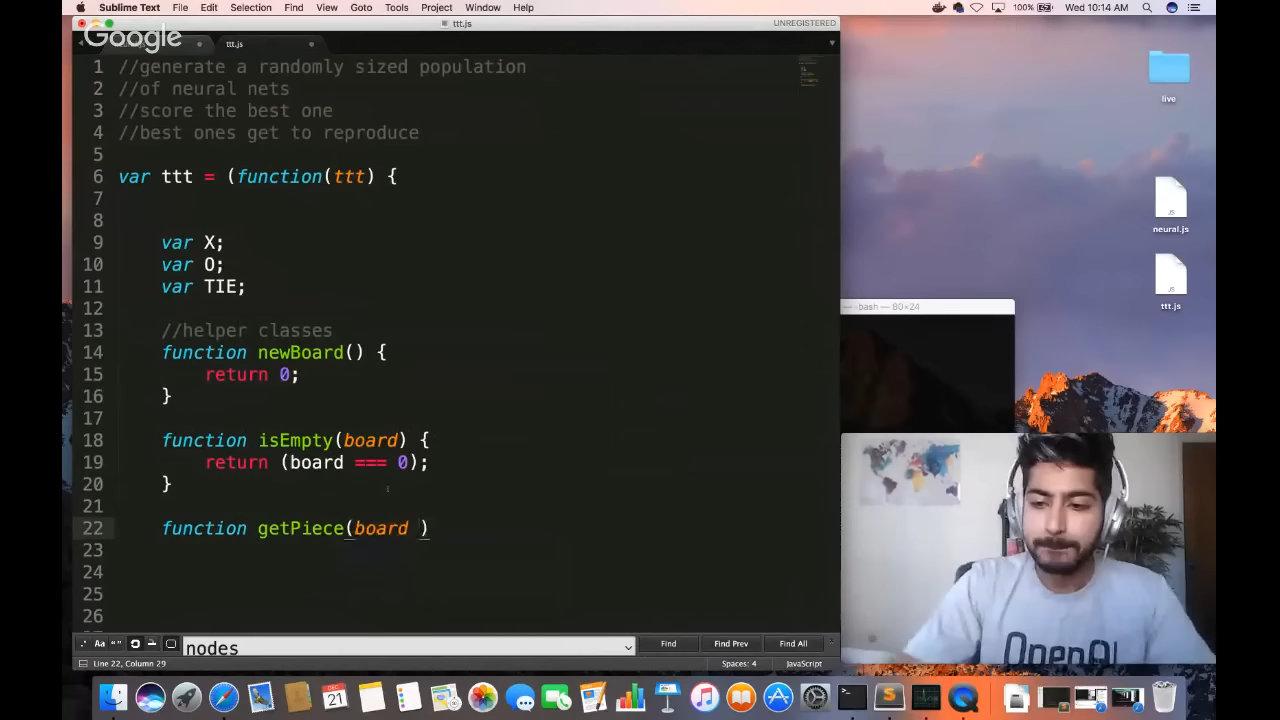 Sublime Text File Edit Selection Find View Goto Tools Project Window Help
100% Wed 10:14 AM
ttt.js UNREGISTERED
Google
ttt.js
1 //generate a randomly sized population
2 //of neural nets
3 //score the best one
4 //best ones get to reproduce
5
6 var ttt = (function(ttt) {
7
8
9 var X;
10 var O;
11 var TIE;
12
13 //helper classes
14 function newBoard() {
15 return 0;
16 }
17
18 function isEmpty(board) {
19 return (board === 0);
20 }
21
22 function getPiece(board )
23
24
25
26
live
neural.js
ttt.js
bash — 80×24
OpenAI
nodes Find Find Prev Find All
Line 22, Column 29 Spaces: 4 JavaScript